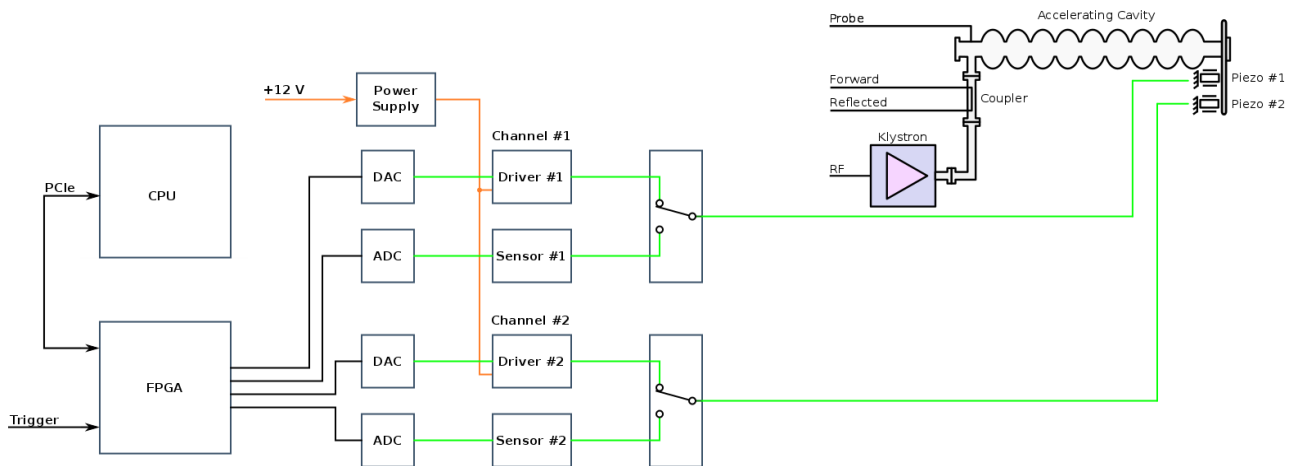 Probe
Accelerating Cavity
Forward
Reflected
Coupler
Piezo #1
Piezo #2
Klystron
RF
+12 V
Power
Supply
Channel #1
PCIe
CPU
DAC
Driver #1
ADC
Sensor #1
Channel #2
FPGA
DAC
Driver #2
Trigger
ADC
Sensor #2